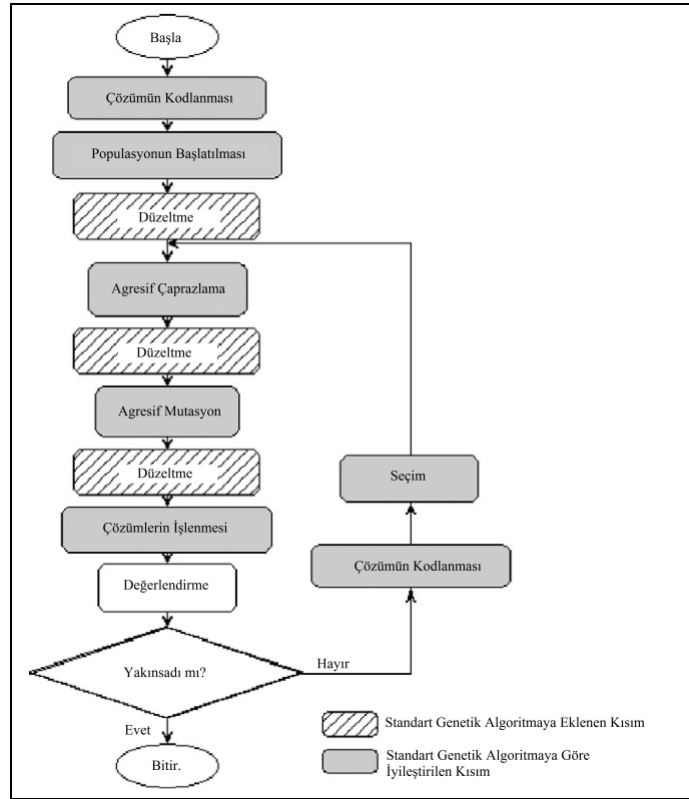 Başla
Çözümün Kodlanması
Populasyonun Başlatılması
Düzeltme
Agresif Çaprazlama
Düzeltme
Agresif Mutasyon
Düzeltme
Çözümlerin İşlenmesi
Değerlendirme
Yakınsadı mı?
Hayır
Çözümün Kodlanması
Seçim
Evet
Bitir.
Standart Genetik Algoritmaya Eklenen Kısım
Standart Genetik Algoritmaya Göre
İyileştirilen Kısım